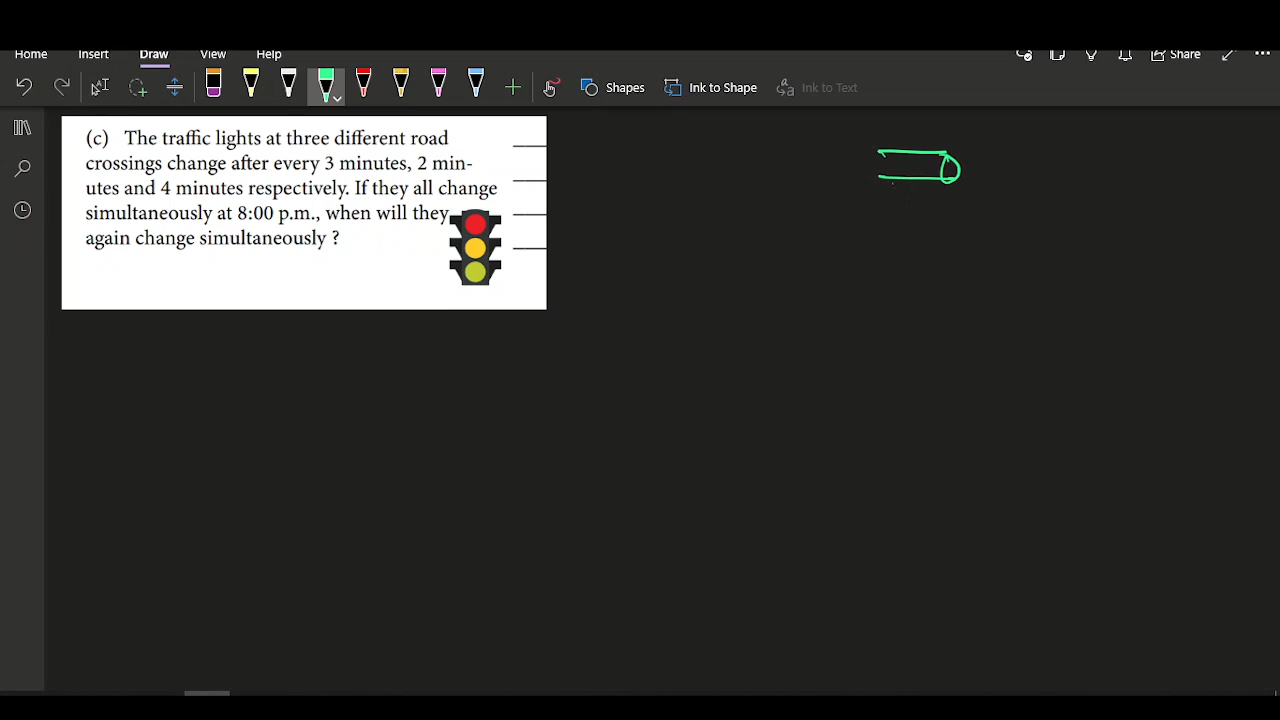 Home Insert Draw View Help Share
Shapes Ink to Shape Ink to Text
(c) The traffic lights at three different road
crossings change after every 3 minutes, 2 min-
utes and 4 minutes respectively. If they all change
simultaneously at 8:00 p.m., when will they
again change simultaneously ?